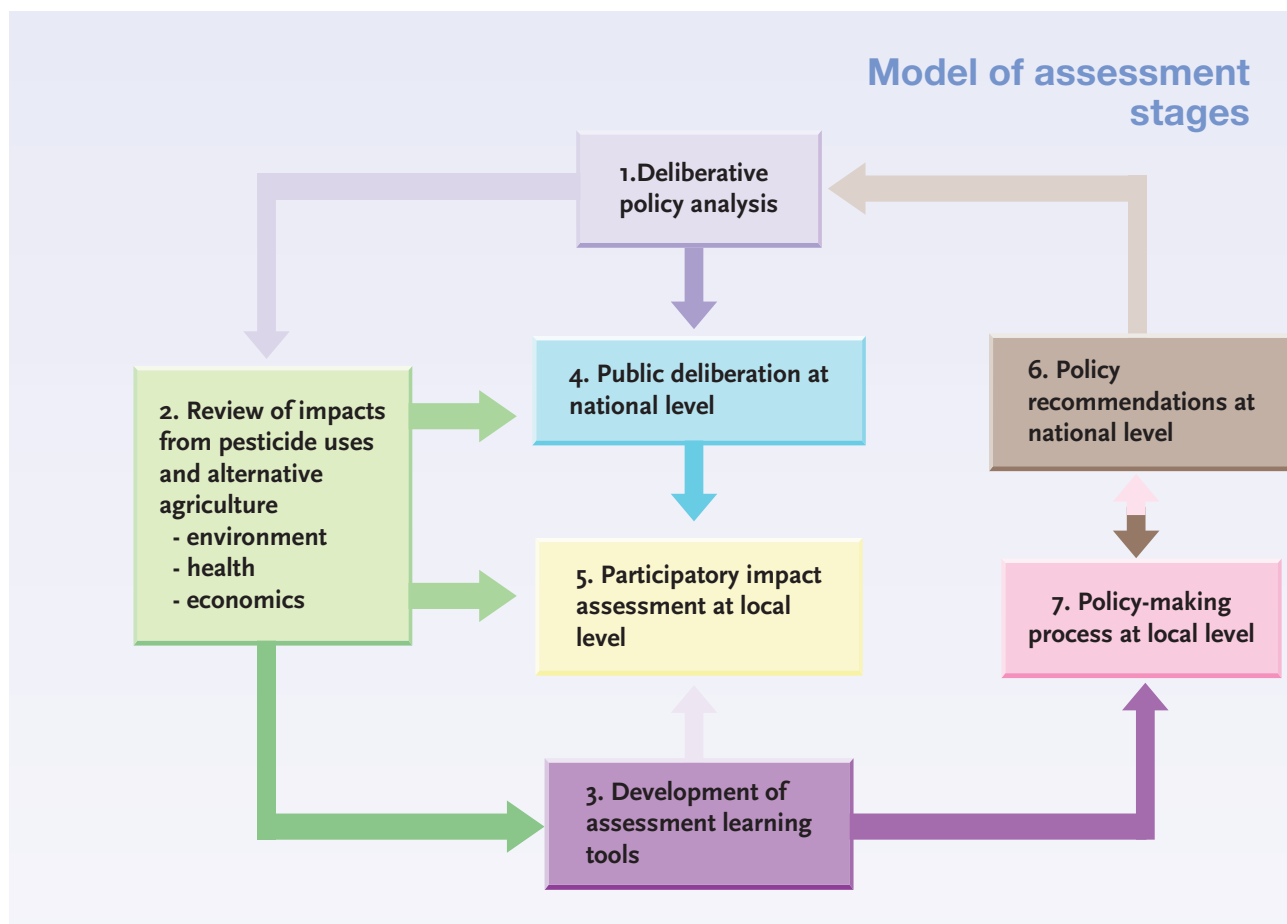 Model of assessment
stages
1.Deliberative
policy analysis
4. Public deliberation at
national level
6. Policy
recommendations at
national level
2. Review of impacts
from pesticide uses
and alternative
agriculture
- environment
- health
- economics
5. Participatory impact
assessment at local
level
7. Policy-making
process at local level
3. Development of
assessment learning
tools